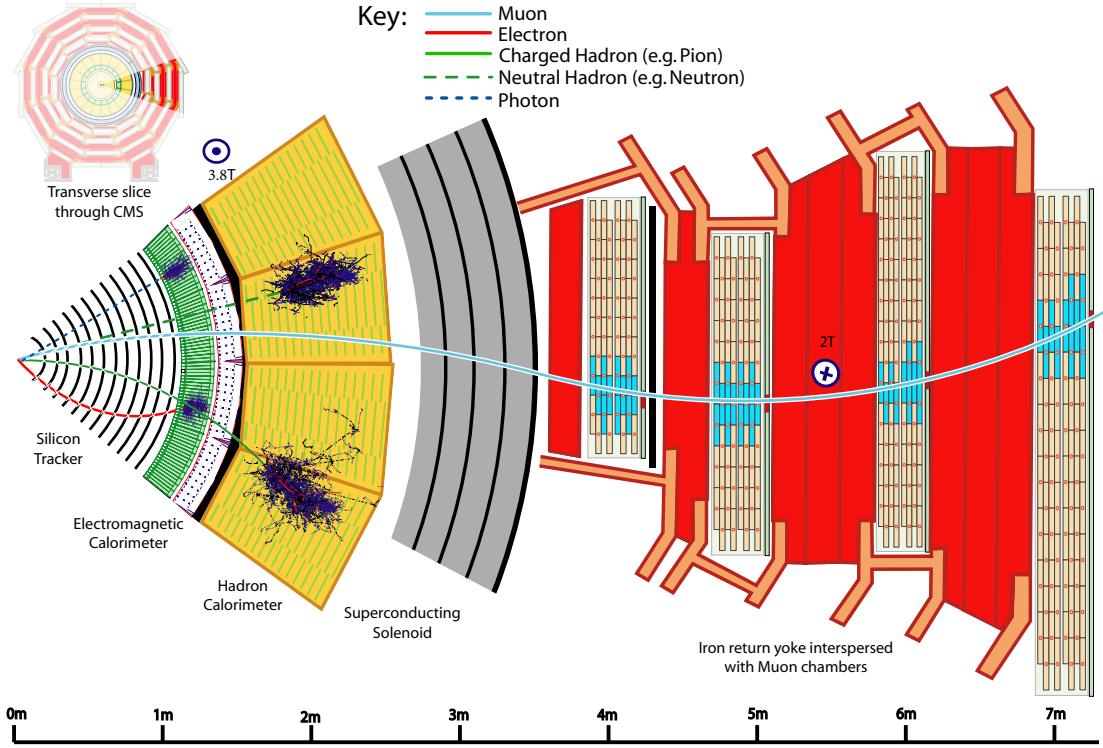 Key:
Muon
Electron
Charged Hadron (e.g. Pion)
Neutral Hadron (e.g. Neutron)
Photon
Transverse slice
through CMS
3.8T
2T
Silicon
Tracker
Electromagnetic
Calorimeter
Hadron
Calorimeter
Superconducting
Solenoid
Iron return yoke interspersed
with Muon chambers
0m 1m 2m 3m 4m 5m 6m 7m